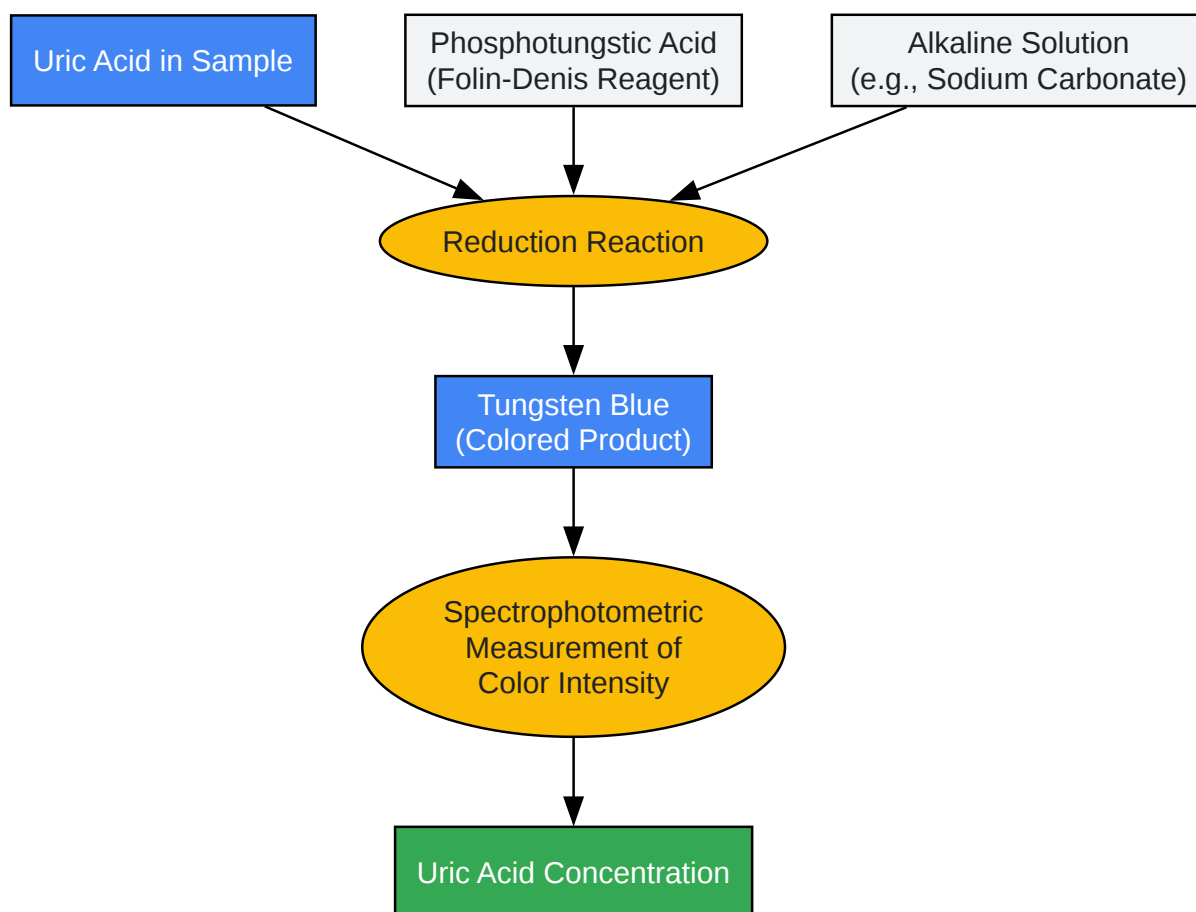 Uric Acid in Sample
Phosphotungstic Acid
(Folin-Denis Reagent)
Alkaline Solution
(e.g., Sodium Carbonate)
Reduction Reaction
Tungsten Blue
(Colored Product)
Spectrophotometric
Measurement of
Color Intensity
Uric Acid Concentration